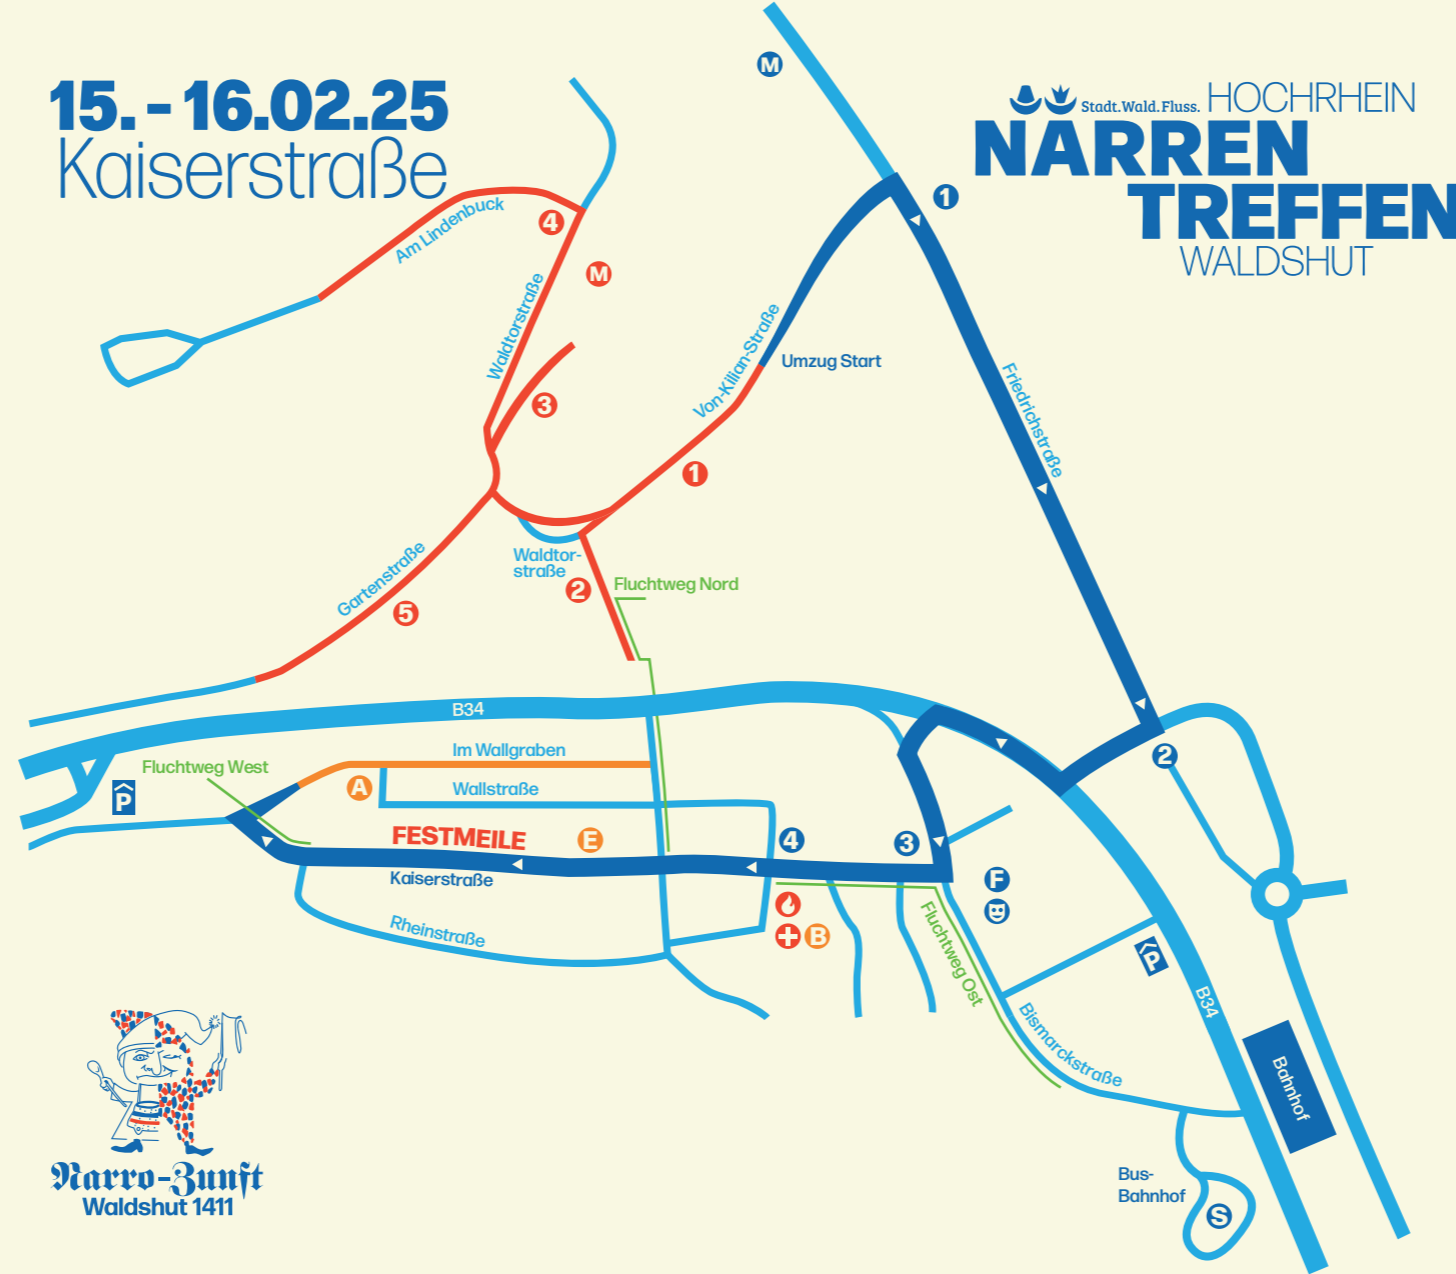 15. - 16.02.25
Kaiserstraße
Stadt.Wald.Fluss. HOCHRHEIN
NARREN
TREFFEN
WALDSHUT
M
1
Am Lindenbuck
4
M
Waldtorstraße
3
Von-Kilian-Straße
Umzug Start
Friedrichstraße
1
Waldtor-
straße
2
Fluchtweg Nord
Gartenstraße
5
B34
2
Im Wallgraben
Fluchtweg West
A
P
Wallstraße
FESTMEILE
E
4
3
Kaiserstraße
F
Rheinstraße
B
Fluchtweg Ost
P
B34
Bismarckstraße
Bahnhof
Bus-
Bahnhof
S
Narro-Zunft
Waldshut 1411